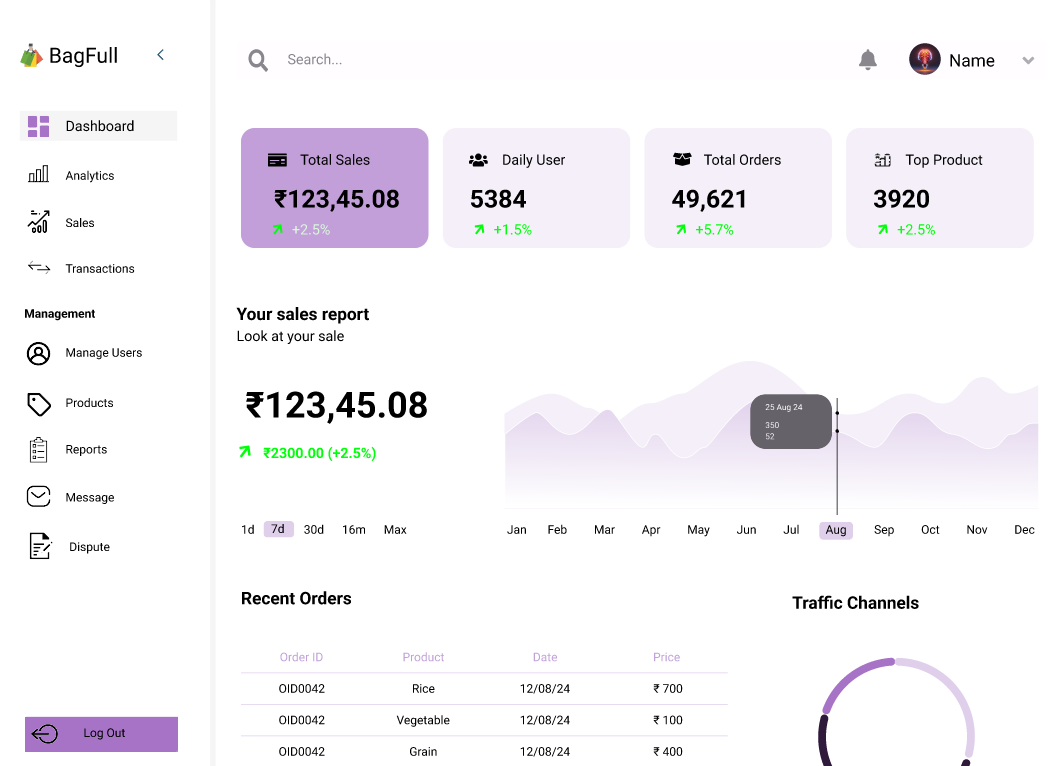 BagFull
Dashboard
Analytics
Sales
Transactions
Management
Manage Users
Products
Reports
Message
Dispute
Log Out
Search...
Name
Total Sales
₹123,45.08
+2.5%
Daily User
5384
+1.5%
Total Orders
49,621
+5.7%
Top Product
3920
+2.5%
Your sales report
Look at your sale
₹123,45.08
₹2300.00 (+2.5%)
1d 7d 30d 16m Max
25 Aug 24
350
52
Jan Feb Mar Apr May Jun Jul Aug Sep Oct Nov Dec
Recent Orders
Order ID Product Date Price
OID0042 Rice 12/08/24 ₹ 700
OID0042 Vegetable 12/08/24 ₹ 100
OID0042 Grain 12/08/24 ₹ 400
Traffic Channels